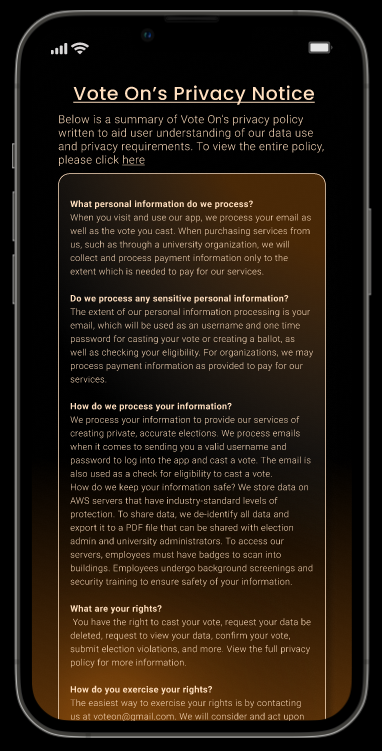 Vote On's Privacy Notice
Below is a summary of Vote On's privacy policy
written to aid user understanding of our data use
and privacy requirements. To view the entire policy,
please click here
What personal information do we process?
When you visit and use our app, we process your email as
well as the vote you cast. When purchasing services from
us, such as through a university organization, we will
collect and process payment information only to the
extent which is needed to pay for our services.
Do we process any sensitive personal information?
The extent of our personal information processing is your
email, which will be used as an username and one time
password for casting your vote or creating a ballot, as
well as checking your eligibility. For organizations, we may
process payment information as provided to pay for our
services.
How do we process your information?
We process your information to provide our services of
creating private, accurate elections. We process emails
when it comes to sending you a valid username and
password to log into the app and cast a vote. The email is
also used as a check for eligibility to cast a vote.
How do we keep your information safe? We store data on
AWS servers that have industry-standard levels of
protection. To share data, we de-identify all data and
export it to a PDF file that can be shared with election
admin and university administrators. To access our
servers, employees must have badges to scan into
buildings. Employees undergo background screenings and
security training to ensure safety of your information.
What are your rights?
You have the right to cast your vote, request your data be
deleted, request to view your data, confirm your vote,
submit election violations, and more. View the full privacy
policy for more information.
How do you exercise your rights?
The easiest way to exercise your rights is by contacting
us at voteon@gmail.com. We will consider and act upon